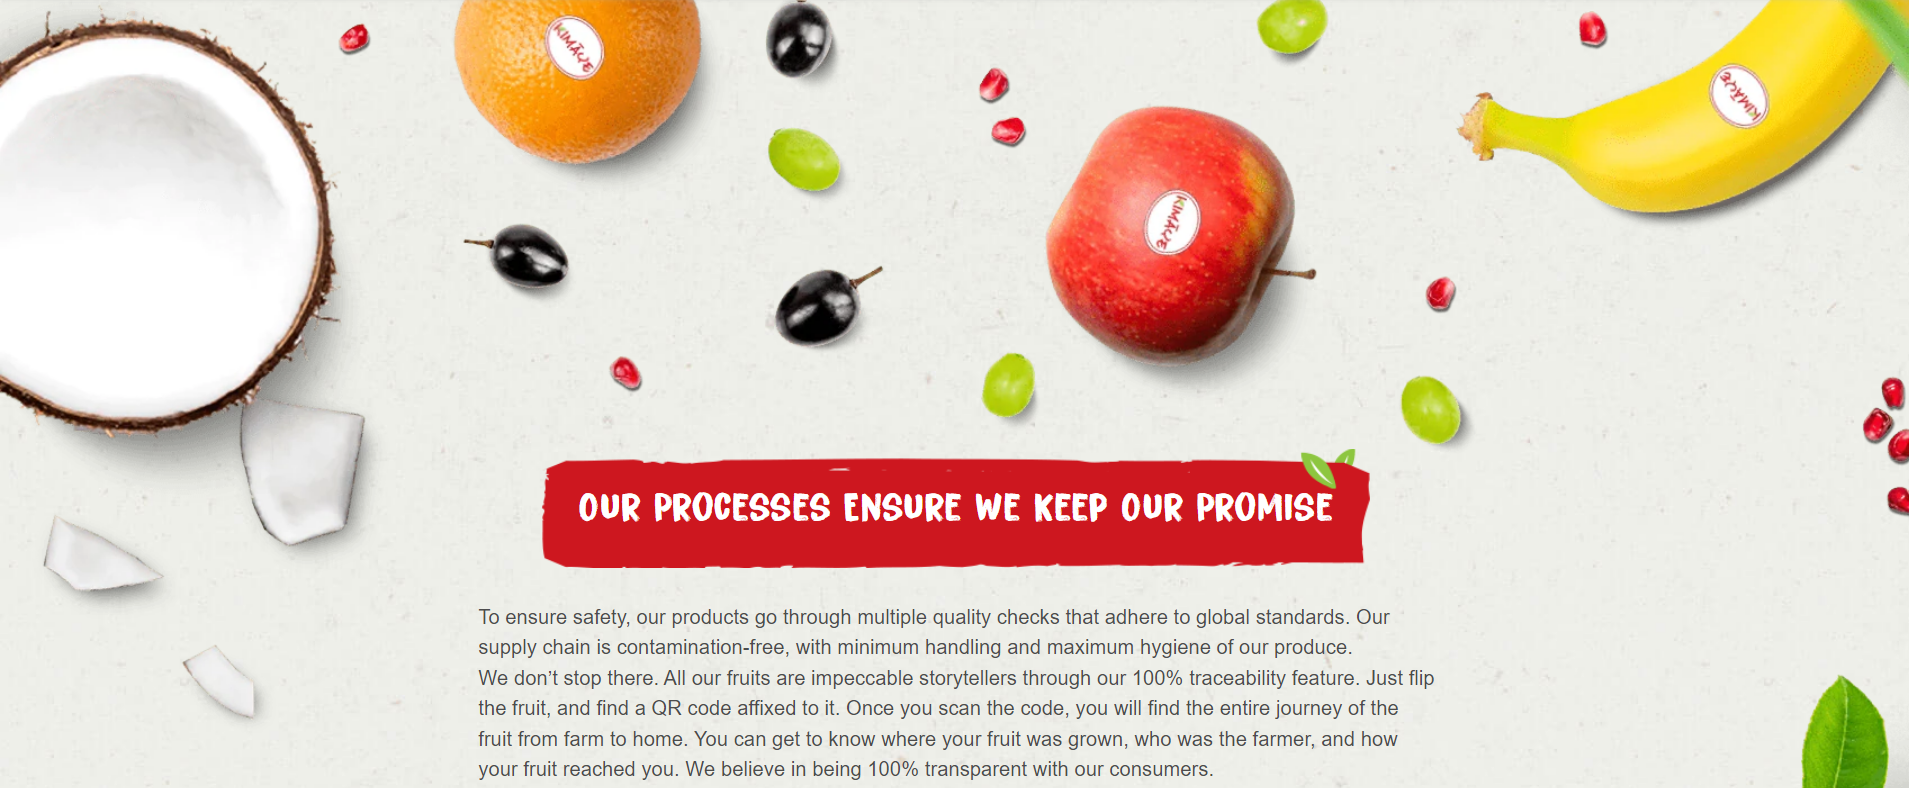 KIMAYE
KIMAYE
KIMAYE
OUR PROCESSES ENSURE WE KEEP OUR PROMISE
To ensure safety, our products go through multiple quality checks that adhere to global standards. Our
supply chain is contamination-free, with minimum handling and maximum hygiene of our produce.
We don’t stop there. All our fruits are impeccable storytellers through our 100% traceability feature. Just flip
the fruit, and find a QR code affixed to it. Once you scan the code, you will find the entire journey of the
fruit from farm to home. You can get to know where your fruit was grown, who was the farmer, and how
your fruit reached you. We believe in being 100% transparent with our consumers.